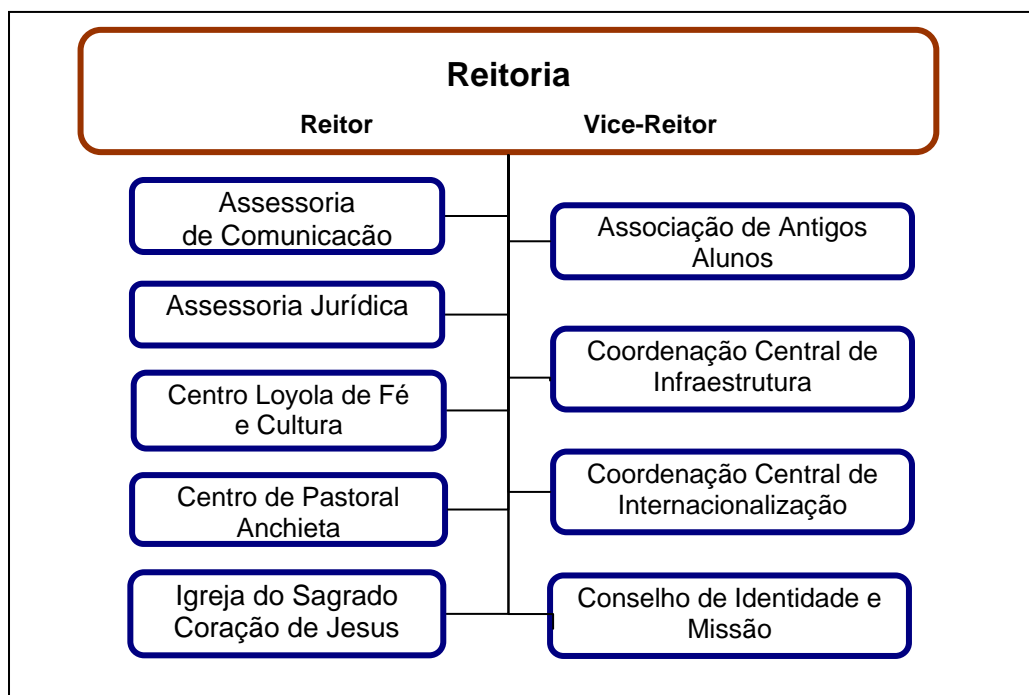 Reitoria
Reitor Vice-Reitor
Assessoria
de Comunicacão
Assessoria Jurídica
Centro Loyola de Fé
e Cultura
Centro de Pastoral
Anchieta
Igreja do Sagrado
Coração de Jesus
Associação de Antigos
Alunos
Coordenação Central de
Infraestrutura
Coordenação Central de
Internacionalização
Conselho de Identidade e
Missão